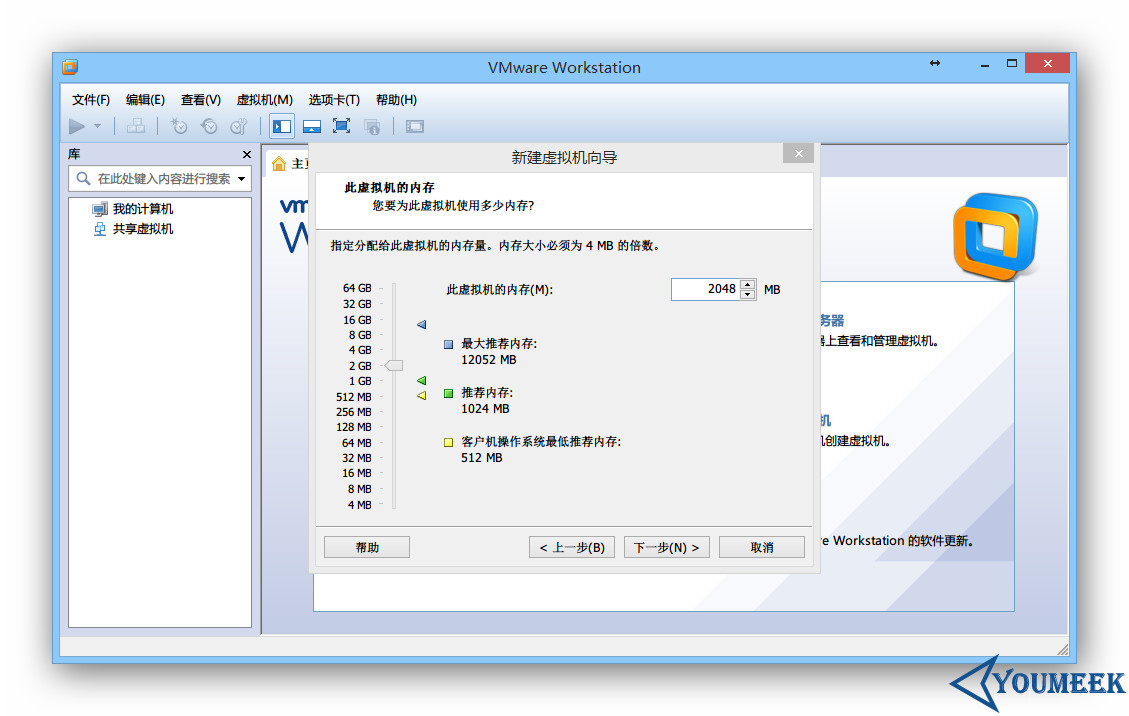 VMware Workstation
文件(F) 编辑(E) 查看(V) 虚拟机(M) 选项卡(T) 帮助(H)
库
在此处键入内容进行搜索
我的计算机
共享虚拟机
主
vm
W
新建虚拟机向导
此虚拟机的内存
您要为此虚拟机使用多少内存?
指定分配给此虚拟机的内存量。内存大小必须为 4 MB 的倍数。
64 GB
32 GB
16 GB
8 GB
4 GB
2 GB
1 GB
512 MB
256 MB
128 MB
64 MB
32 MB
16 MB
8 MB
4 MB
此虚拟机的内存(M): 2048 MB
最大推荐内存:
12052 MB
推荐内存:
1024 MB
客户机操作系统最低推荐内存:
512 MB
帮助 < 上一步(B) 下一步(N) > 取消
务器
上查看和管理虚拟机。
机
创建虚拟机。
re Workstation 的软件更新。
YOUMEEK